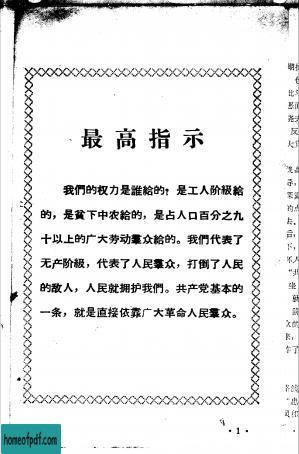 最高指示
我們的权力是誰給的？是工人阶級給
的，是貧下中农給的，是占人口百分之九
十以上的广大劳动羣众給的。我們代表了
无产阶級，代表了人民羣众，打倒了人民
的敌人，人民就拥护我們。共产党基本的
一条，就是直接依靠广大革命人民羣众。
·1·
homeofpdf.com